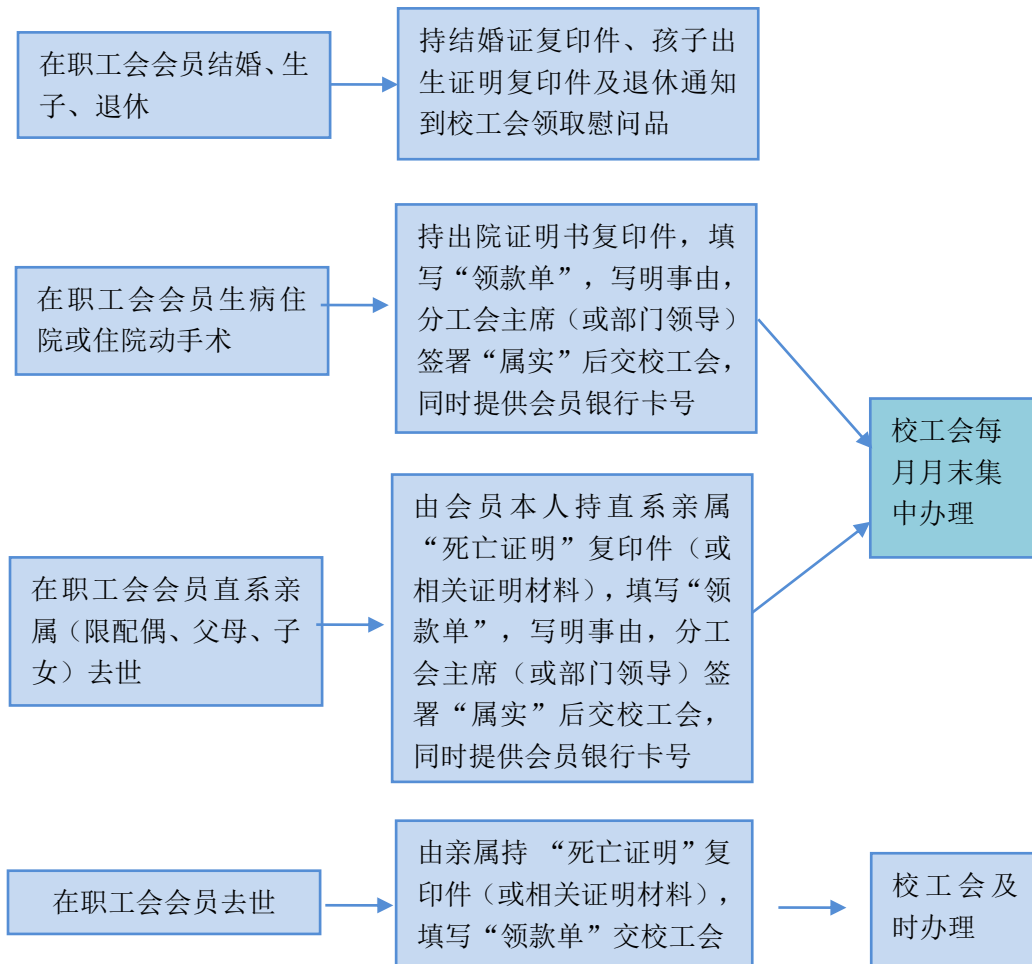 在职工会会员结婚、生
子、退休
持结婚证复印件、孩子出
生证明复印件及退休通知
到校工会领取慰问品
在职工会会员生病住
院或住院动手术
持出院证明书复印件，填
写“领款单”，写明事由，
分工会主席（或部门领导）
签署“属实”后交校工会，
同时提供会员银行卡号
在职工会会员直系亲
属（限配偶、父母、子
女）去世
由会员本人持直系亲属
“死亡证明”复印件（或
相关证明材料），填写“领
款单”，写明事由，分工
会主席（或部门领导）签
署“属实”后交校工会，
同时提供会员银行卡号
校工会每
月月末集
中办理
在职工会会员去世
由亲属持 “死亡证明”复
印件（或相关证明材料），
填写“领款单”交校工会
校工会及
时办理